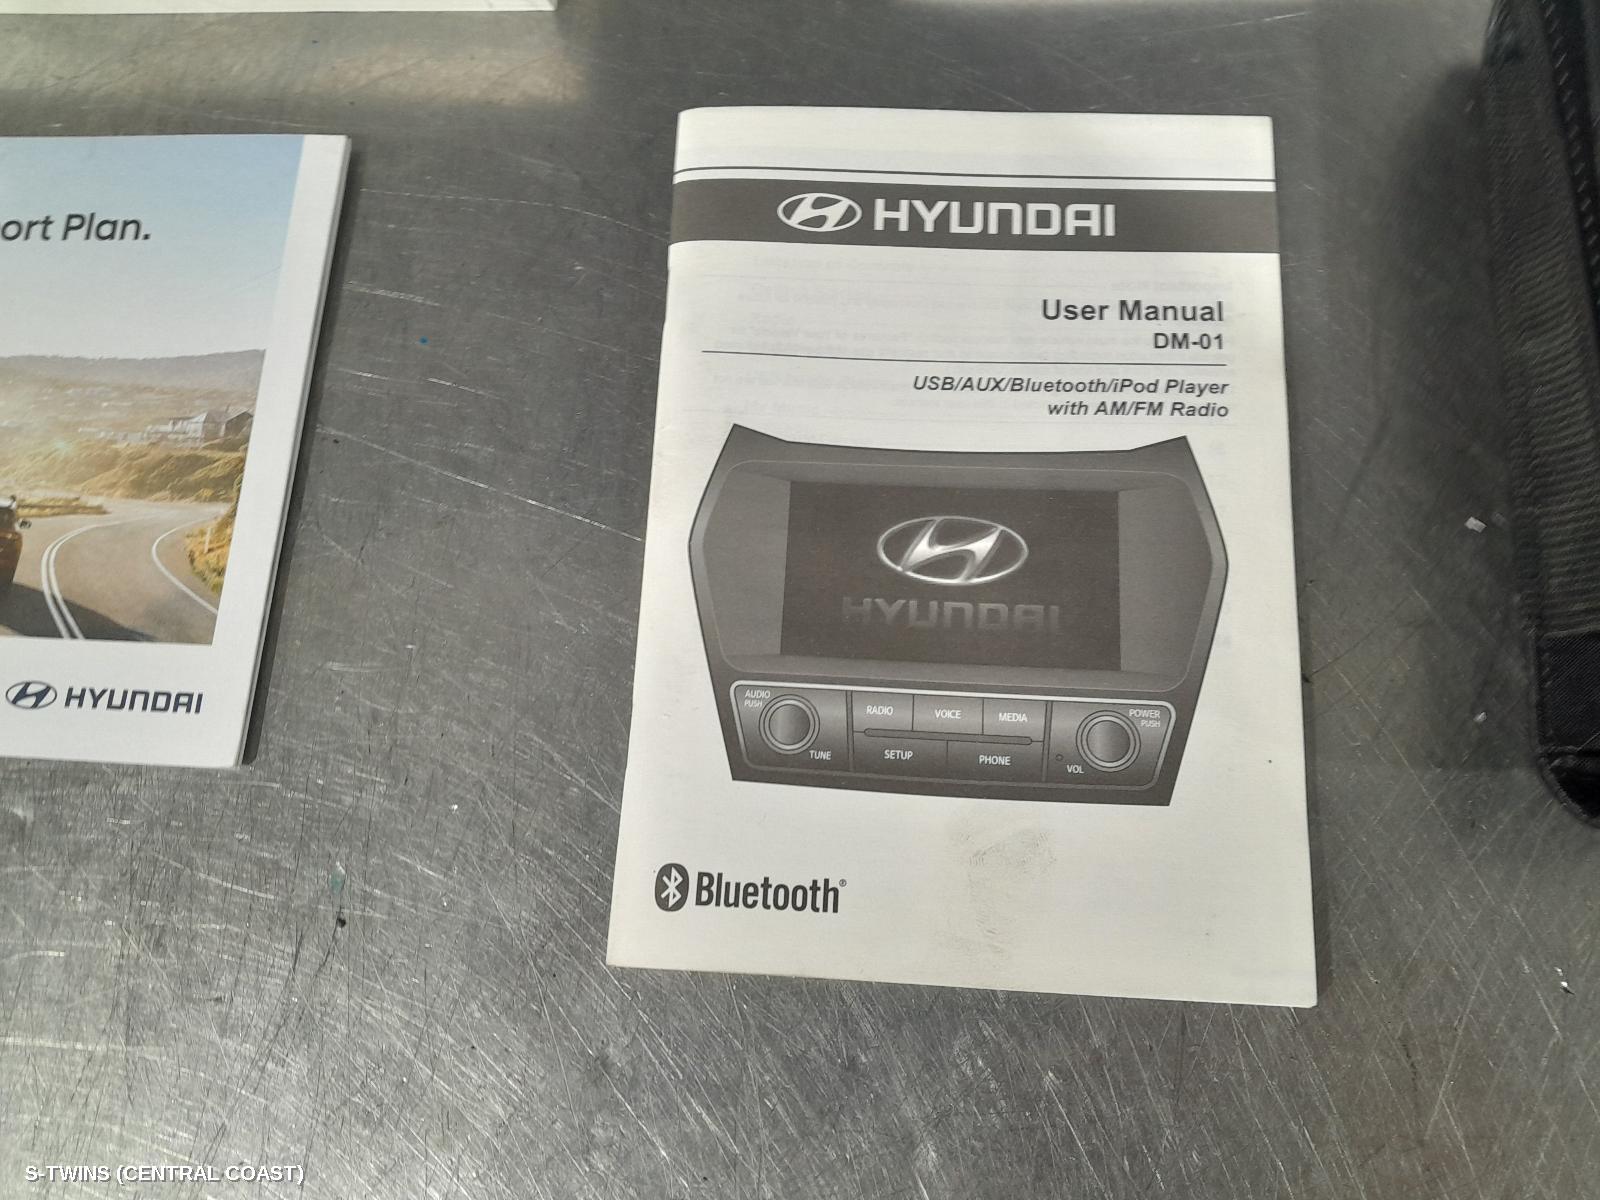 ort Plan.
HYUNDAI
HYUNDAI
User Manual
DM-01
USB/AUX/Bluetooth/iPod Player
with AM/FM Radio
HYUNDAI
AUDIO
PUSH
TUNE
RADIO
VOICE
MEDIA
SETUP
PHONE
POWER
PUSH
VOL
Bluetooth®
S-TWINS (CENTRAL COAST)